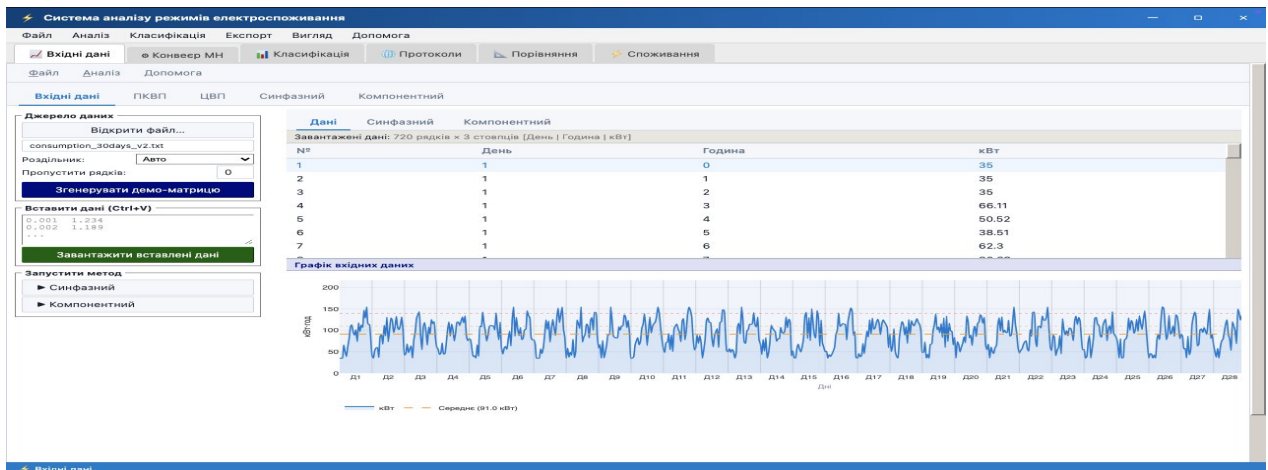 Система аналізу режимів електроспоживання
Файл Аналіз Класифікація Експорт Вигляд Допомога
Вхідні дані Конвеєр МН Класифікація Протоколи Порівняння Споживання
Файл Аналіз Допомога
Вхідні дані ПКВП ЦВП Синфазний Компонентний
Джерело даних
Відкрити файл...
consumption_30days_v2.txt
Роздільник: Авто
Пропустити рядків: 0
Згенерувати демо-матрицю
Вставити дані (Ctrl+V)
0.001 1.234
0.002 1.189
...
Завантажити вставлені дані
Запустити метод
► Синфазний
► Компонентний
Дані Синфазний Компонентний
Завантажені дані: 720 рядків × 3 стовпців [День | Година | кВт]
№ День Година кВт
1 1 0 35
2 1 1 35
3 1 2 35
4 1 3 66.11
5 1 4 50.52
6 1 5 38.51
7 1 6 62.3
Графік вхідних даних
200
150
100
50
0
кВт·год
Д1 Д2 Д3 Д4 Д5 Д6 Д7 Д8 Д9 Д10 Д11 Д12 Д13 Д14 Д15 Д16 Д17 Д18 Д19 Д20 Д21 Д22 Д23 Д24 Д25 Д26 Д27 Д28
Дні
кВт Середнє (91.0 кВт)
Вхідні дані